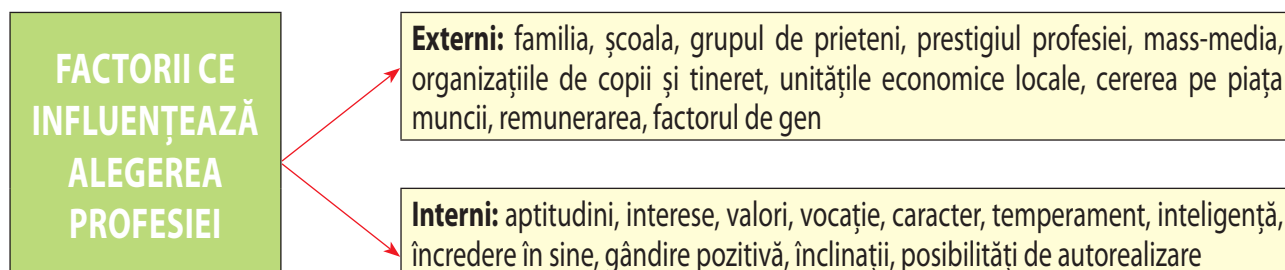 FACTORII CE
INFLUENȚEAZĂ
ALEGEREA
PROFESIEI
Externi: familia, școala, grupul de prieteni, prestigiul profesiei, mass-media,
organizațiile de copii și tineret, unitățile economice locale, cererea pe piața
muncii, remunerarea, factorul de gen
Interni: aptitudini, interese, valori, vocație, caracter, temperament, inteligență,
încredere în sine, gândire pozitivă, înclinații, posibilități de autorealizare